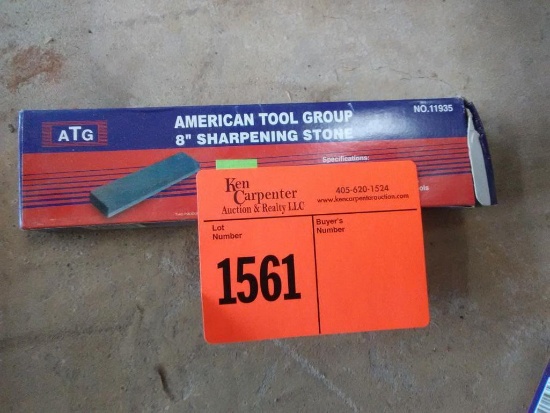 ATG
AMERICAN TOOL GROUP
8" SHARPENING STONE
NO.11935
Specifications:
Ken
Carpenter
Auction & Realty LLC
405-620-1524
www.kencarpenterauction.com
Lot
Number
1561
Buyer's
Number